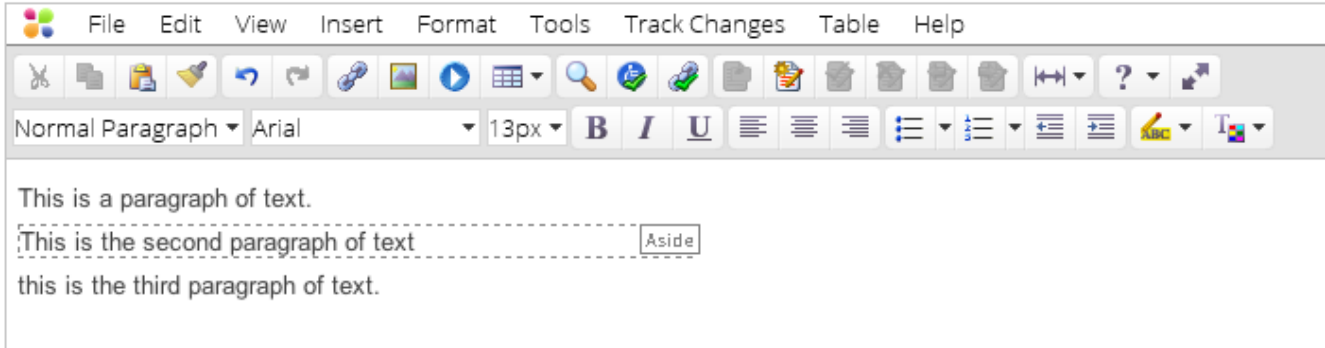 File Edit View Insert Format Tools Track Changes Table Help
?
Normal Paragraph Arial 13px B I U ABC T
This is a paragraph of text.
This is the second paragraph of text Aside
this is the third paragraph of text.